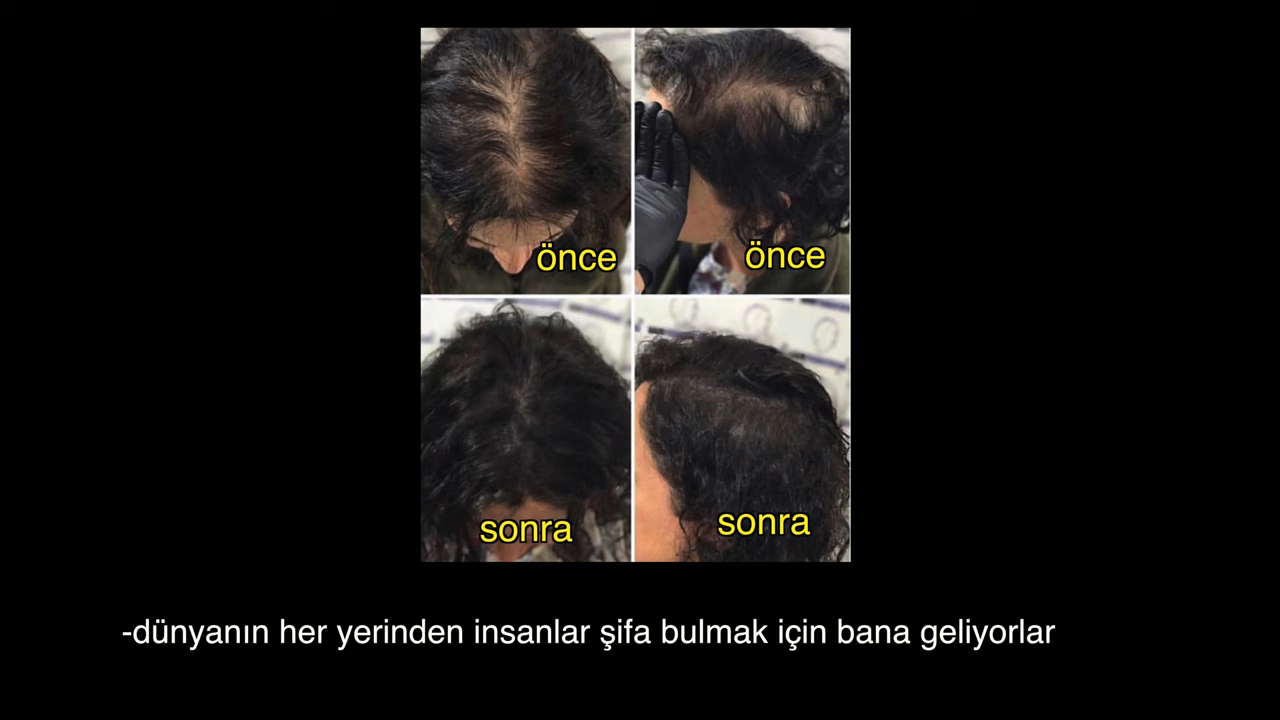 önce
önce
sonra
sonra
-dünyanın her yerinden insanlar şifa bulmak için bana geliyorlar